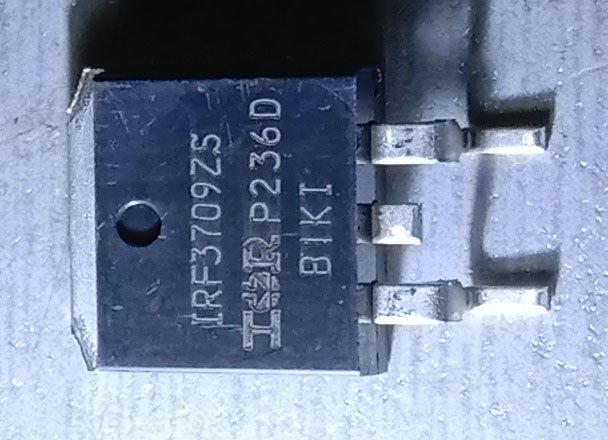 IRF3709ZS
IOR P236D
B1KI